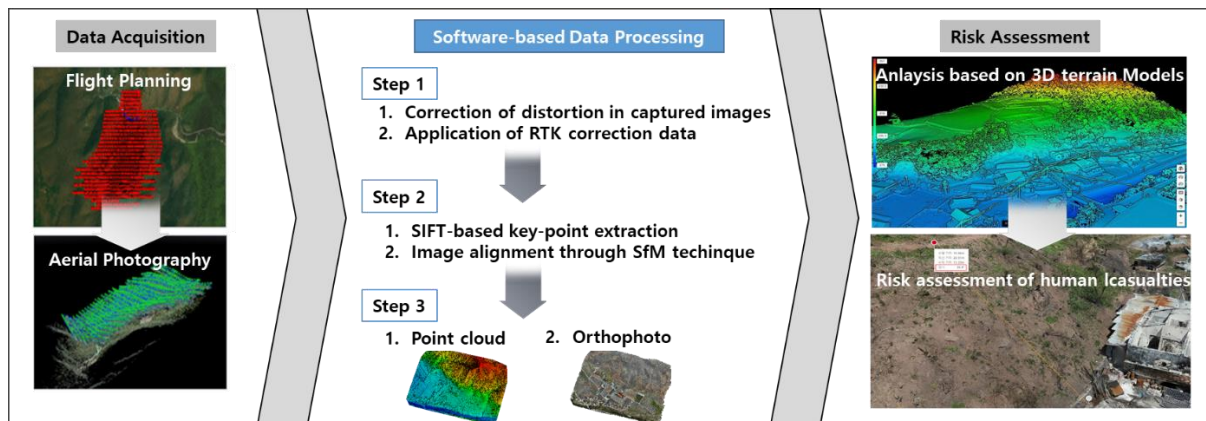 Data Acquisition
Flight Planning
Aerial Photography
Software-based Data Processing
Step 1
1. Correction of distortion in captured images
2. Application of RTK correction data
Step 2
1. SIFT-based key-point extraction
2. Image alignment through SfM techinque
Step 3
1. Point cloud
2. Orthophoto
Risk Assessment
Anlaysis based on 3D terrain Models
Risk assessment of human lcasualties